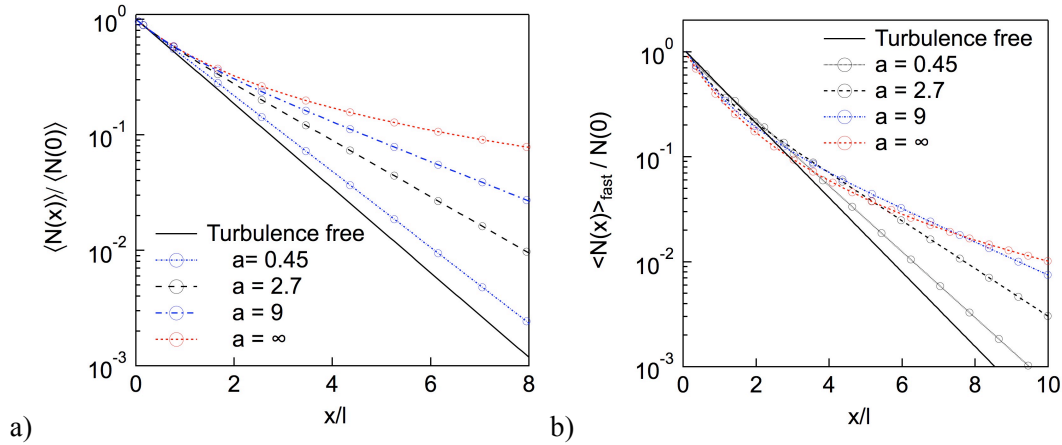 10^0
10^-1
10^-2
10^-3
⟨N(x)⟩ / ⟨N(0)⟩
Turbulence free
a= 0.45
a = 2.7
a = 9
a = ∞
0 2 4 6 8
x/l
a)
10^0
10^-1
10^-2
10^-3
<N(x)>_fast / N(0)
Turbulence free
a = 0.45
a = 2.7
a = 9
a = ∞
0 2 4 6 8 10
x/l
b)